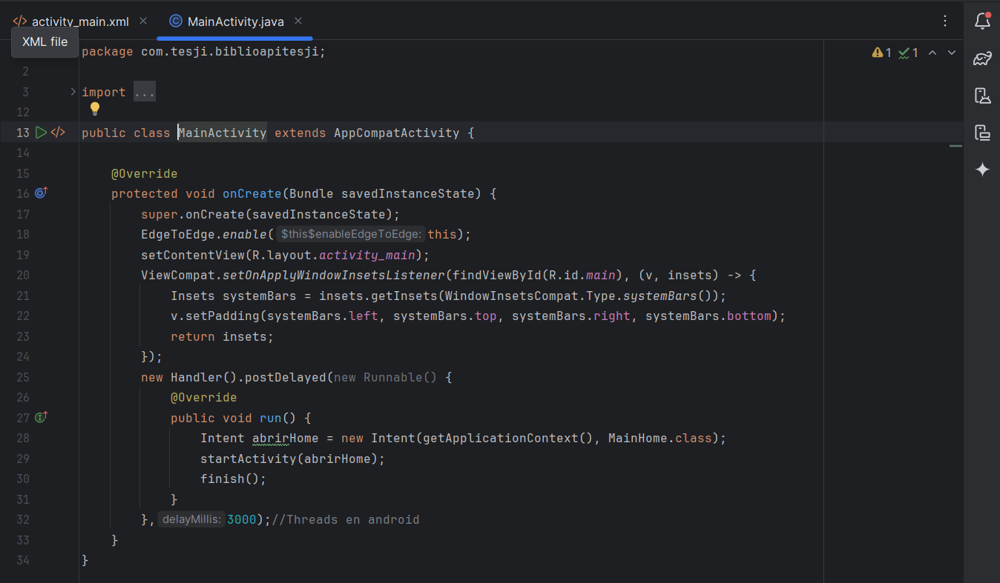 activity_main.xml MainActivity.java
XML file
package com.tesji.biblioapitesji; 1 1
2
3 import ...
12
13 public class MainActivity extends AppCompatActivity {
14
15 @Override
16 protected void onCreate(Bundle savedInstanceState) {
17 super.onCreate(savedInstanceState);
18 EdgeToEdge.enable( $this$enableEdgeToEdge: this);
19 setContentView(R.layout.activity_main);
20 ViewCompat.setOnApplyWindowInsetsListener(findViewById(R.id.main), (v, insets) -> {
21 Insets systemBars = insets.getInsets(WindowInsetsCompat.Type.systemBars());
22 v.setPadding(systemBars.left, systemBars.top, systemBars.right, systemBars.bottom);
23 return insets;
24 });
25 new Handler().postDelayed(new Runnable() {
26 @Override
27 public void run() {
28 Intent abrirHome = new Intent(getApplicationContext(), MainHome.class);
29 startActivity(abrirHome);
30 finish();
31 }
32 }, delayMillis: 3000);//Threads en android
33 }
34 }